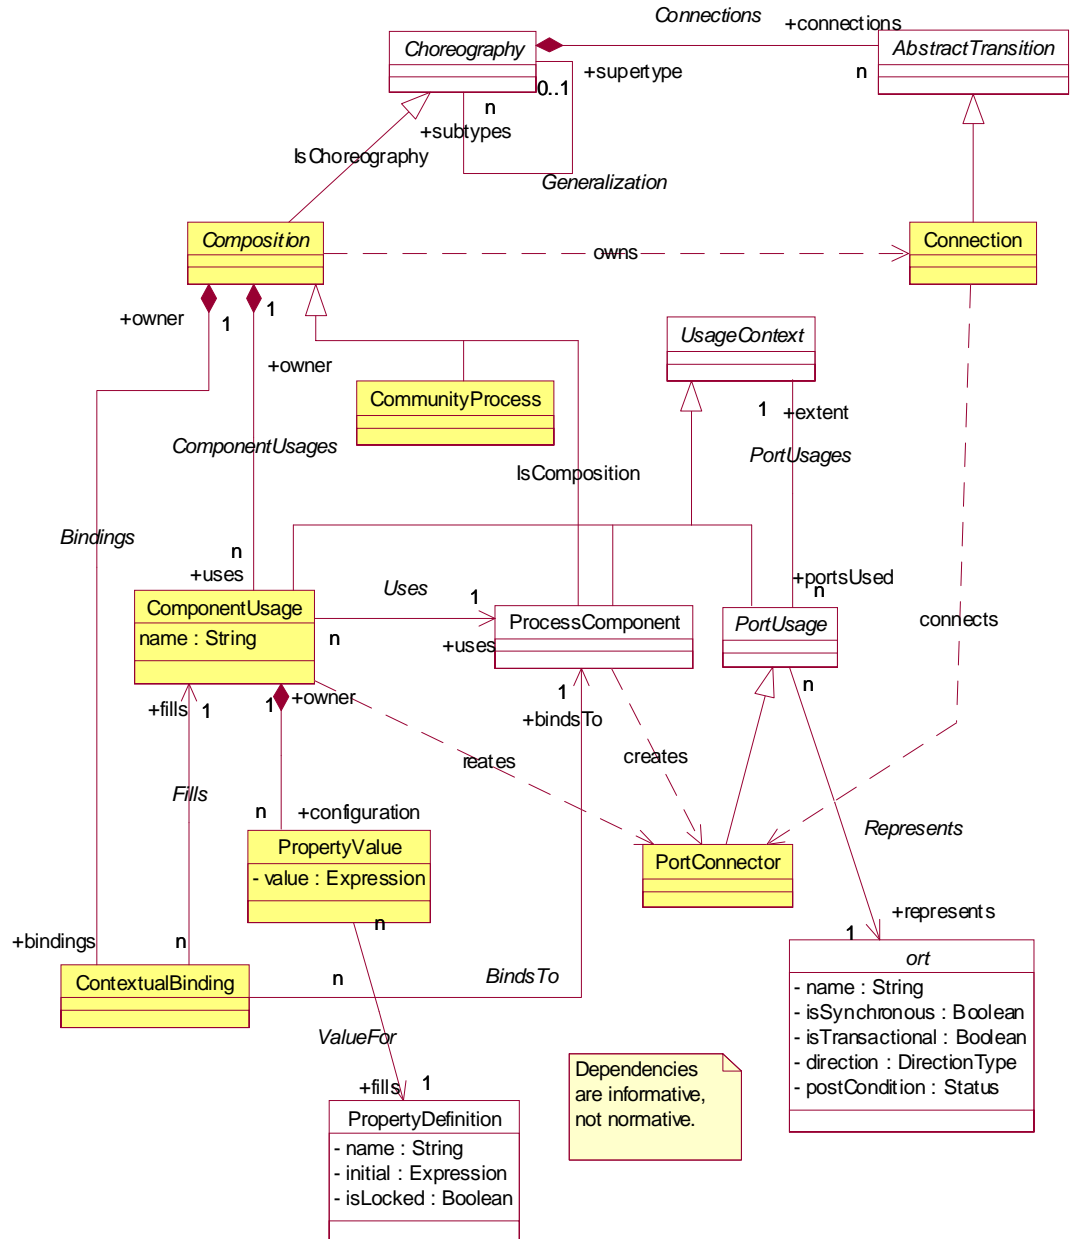 Connections
+connections
Choreography
AbstractTransition
+supertype
n
0..1
n
+subtypes
IsChoreography
Generalization
Composition
Connection
owns
+owner
1
1
UsageContext
+owner
CommunityProcess
1
+extent
ComponentUsages
PortUsages
IsComposition
Bindings
n
+uses
Uses
+portsUsed
n
ComponentUsage
name : String
1
n
+uses
ProcessComponent
PortUsage
connects
+fills
1
1
+owner
1
+bindsTo
n
reates
creates
Fills
n
+configuration
Represents
PropertyValue
- value : Expression
n
PortConnector
+represents
1
+bindings
n
ContextualBinding
n
BindsTo
ort
- name : String
- isSynchronous : Boolean
- isTransactional : Boolean
- direction : DirectionType
- postCondition : Status
ValueFor
+fills
1
Dependencies
are informative,
not normative.
PropertyDefinition
- name : String
- initial : Expression
- isLocked : Boolean